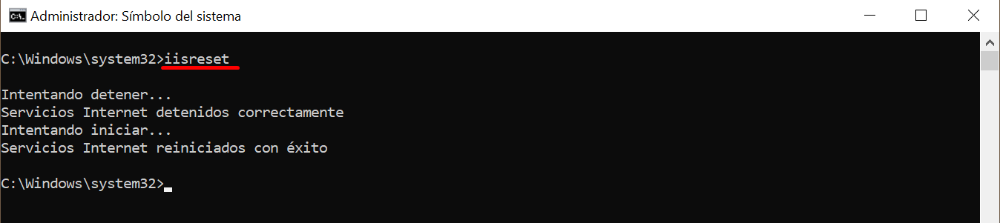 Administrador: Símbolo del sistema
C:\Windows\system32>iisreset
Intentando detener...
Servicios Internet detenidos correctamente
Intentando iniciar...
Servicios Internet reiniciados con éxito
C:\Windows\system32>